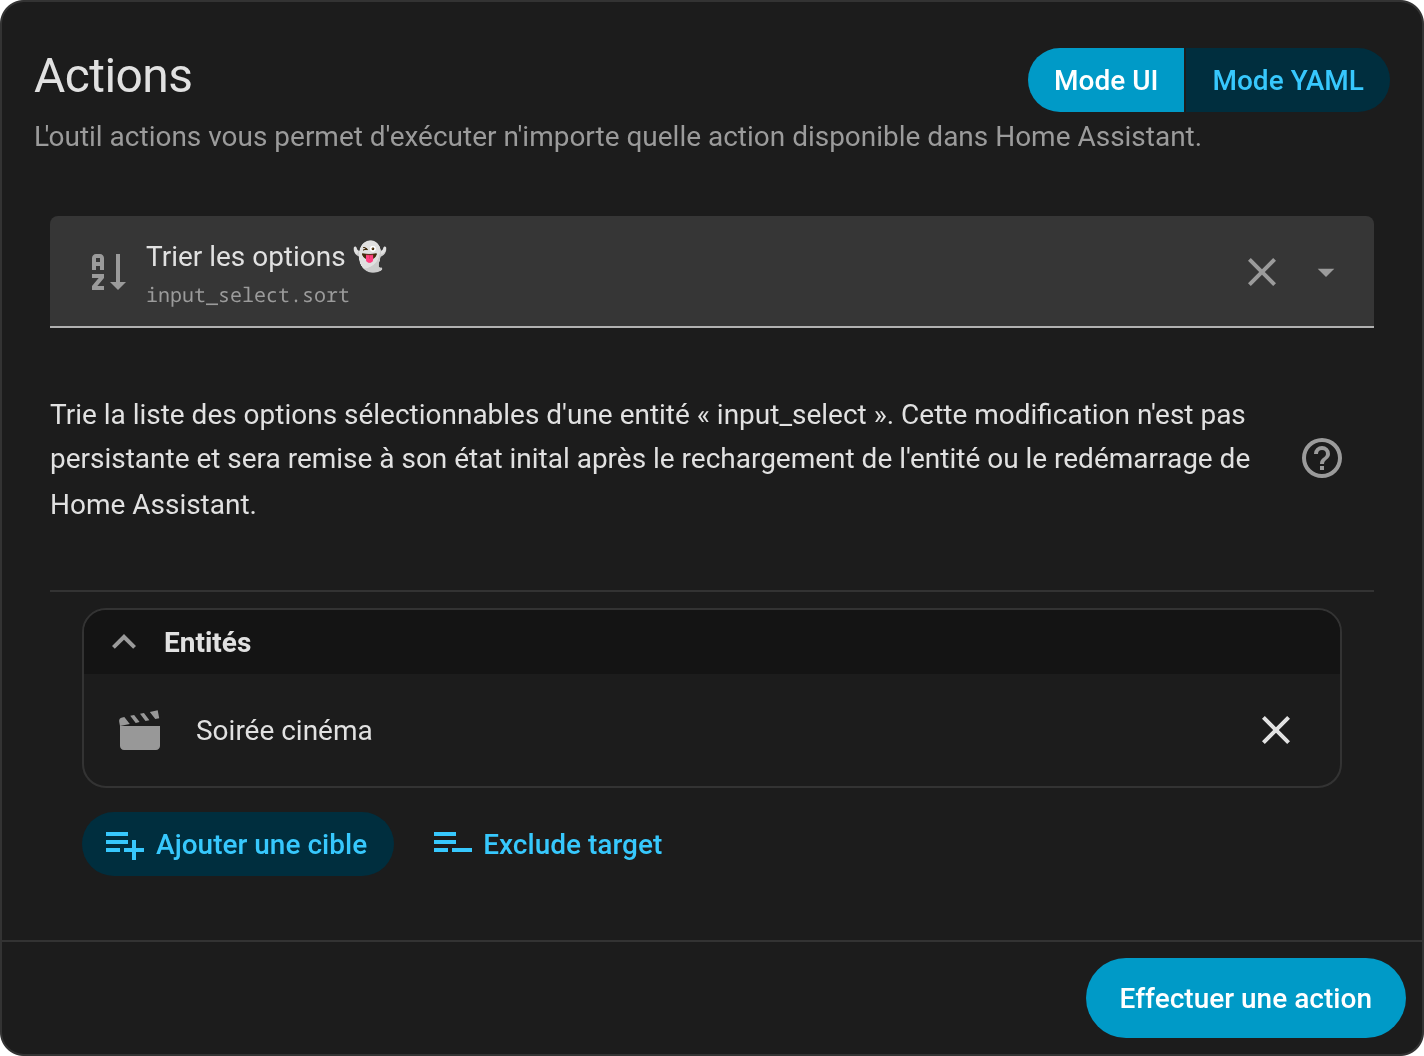 Actions
Mode UI
Mode YAML
L'outil actions vous permet d'exécuter n'importe quelle action disponible dans Home Assistant.
A
Z
Trier les options 👻
input_select.sort
Trie la liste des options sélectionnables d'une entité « input_select ». Cette modification n'est pas
persistante et sera remise à son état inital après le rechargement de l'entité ou le redémarrage de
Home Assistant.
Entités
Soirée cinéma
Ajouter une cible
Exclude target
Effectuer une action